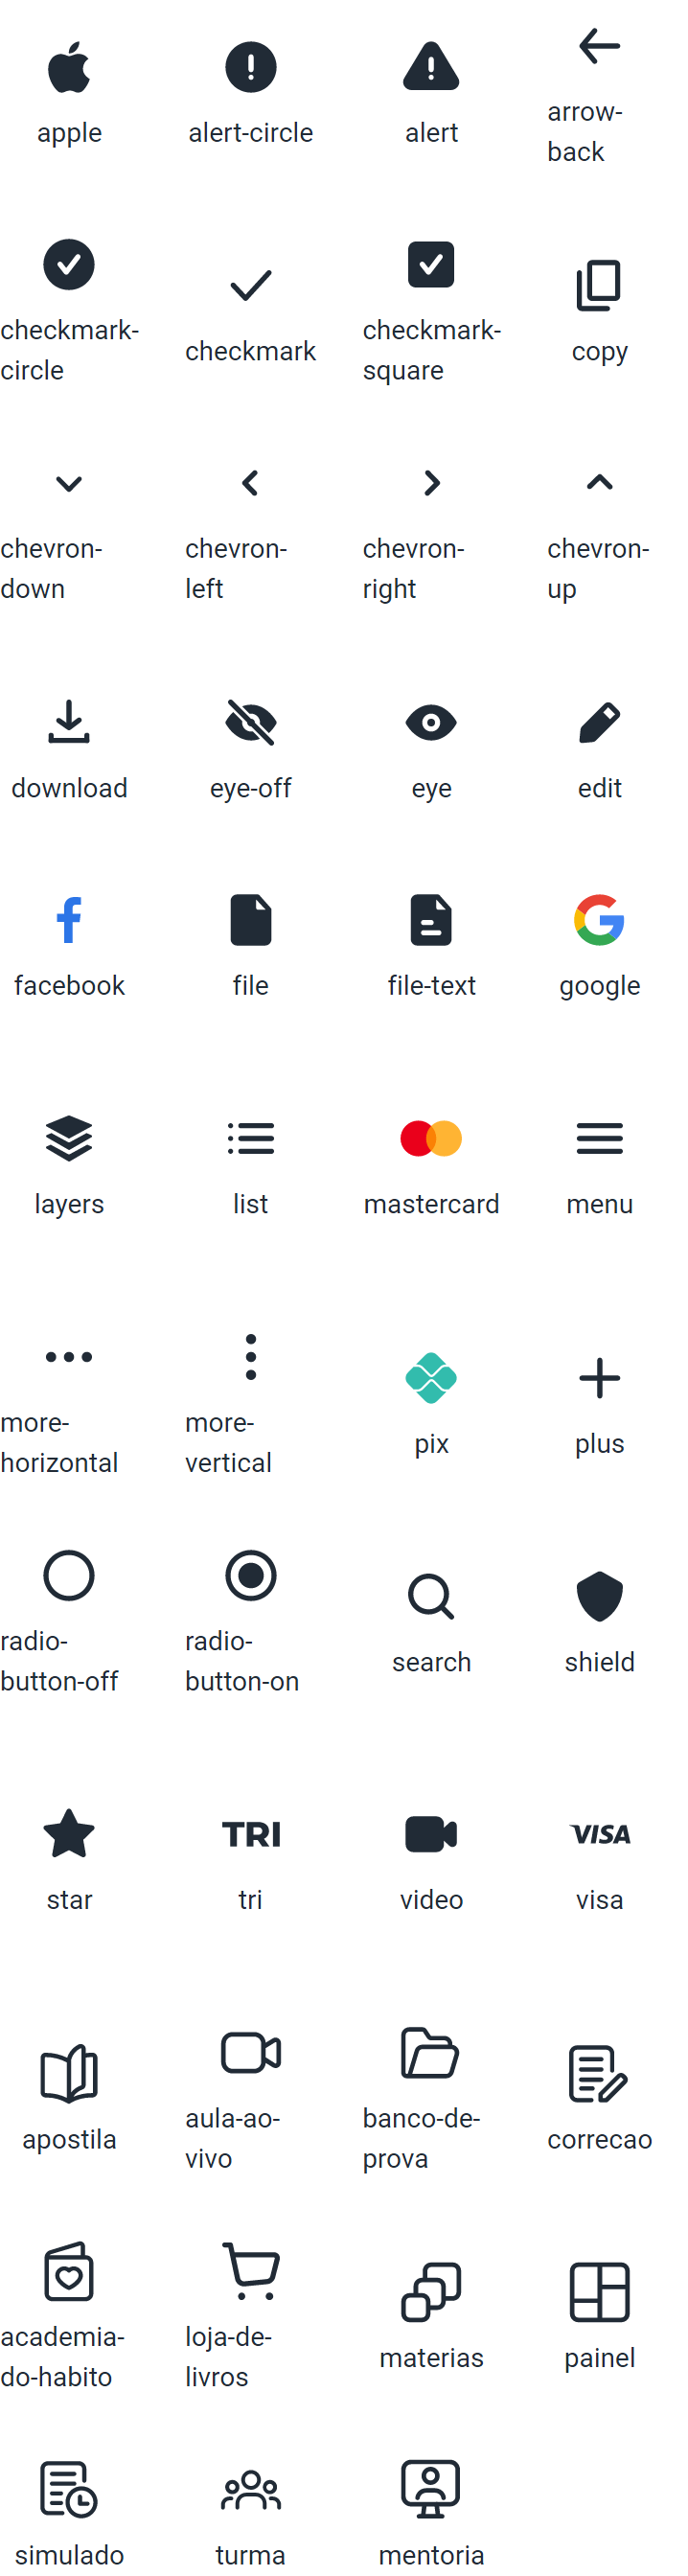 apple
alert-circle
alert
arrow-
back
checkmark-
circle
checkmark
checkmark-
square
copy
chevron-
down
chevron-
left
chevron-
right
chevron-
up
download
eye-off
eye
edit
facebook
file
file-text
google
layers
list
mastercard
menu
more-
horizontal
more-
vertical
pix
plus
radio-
button-off
radio-
button-on
search
shield
TRI
VISA
star
tri
video
visa
apostila
aula-ao-
vivo
banco-de-
prova
correcao
academia-
do-habito
loja-de-
livros
materias
painel
simulado
turma
mentoria